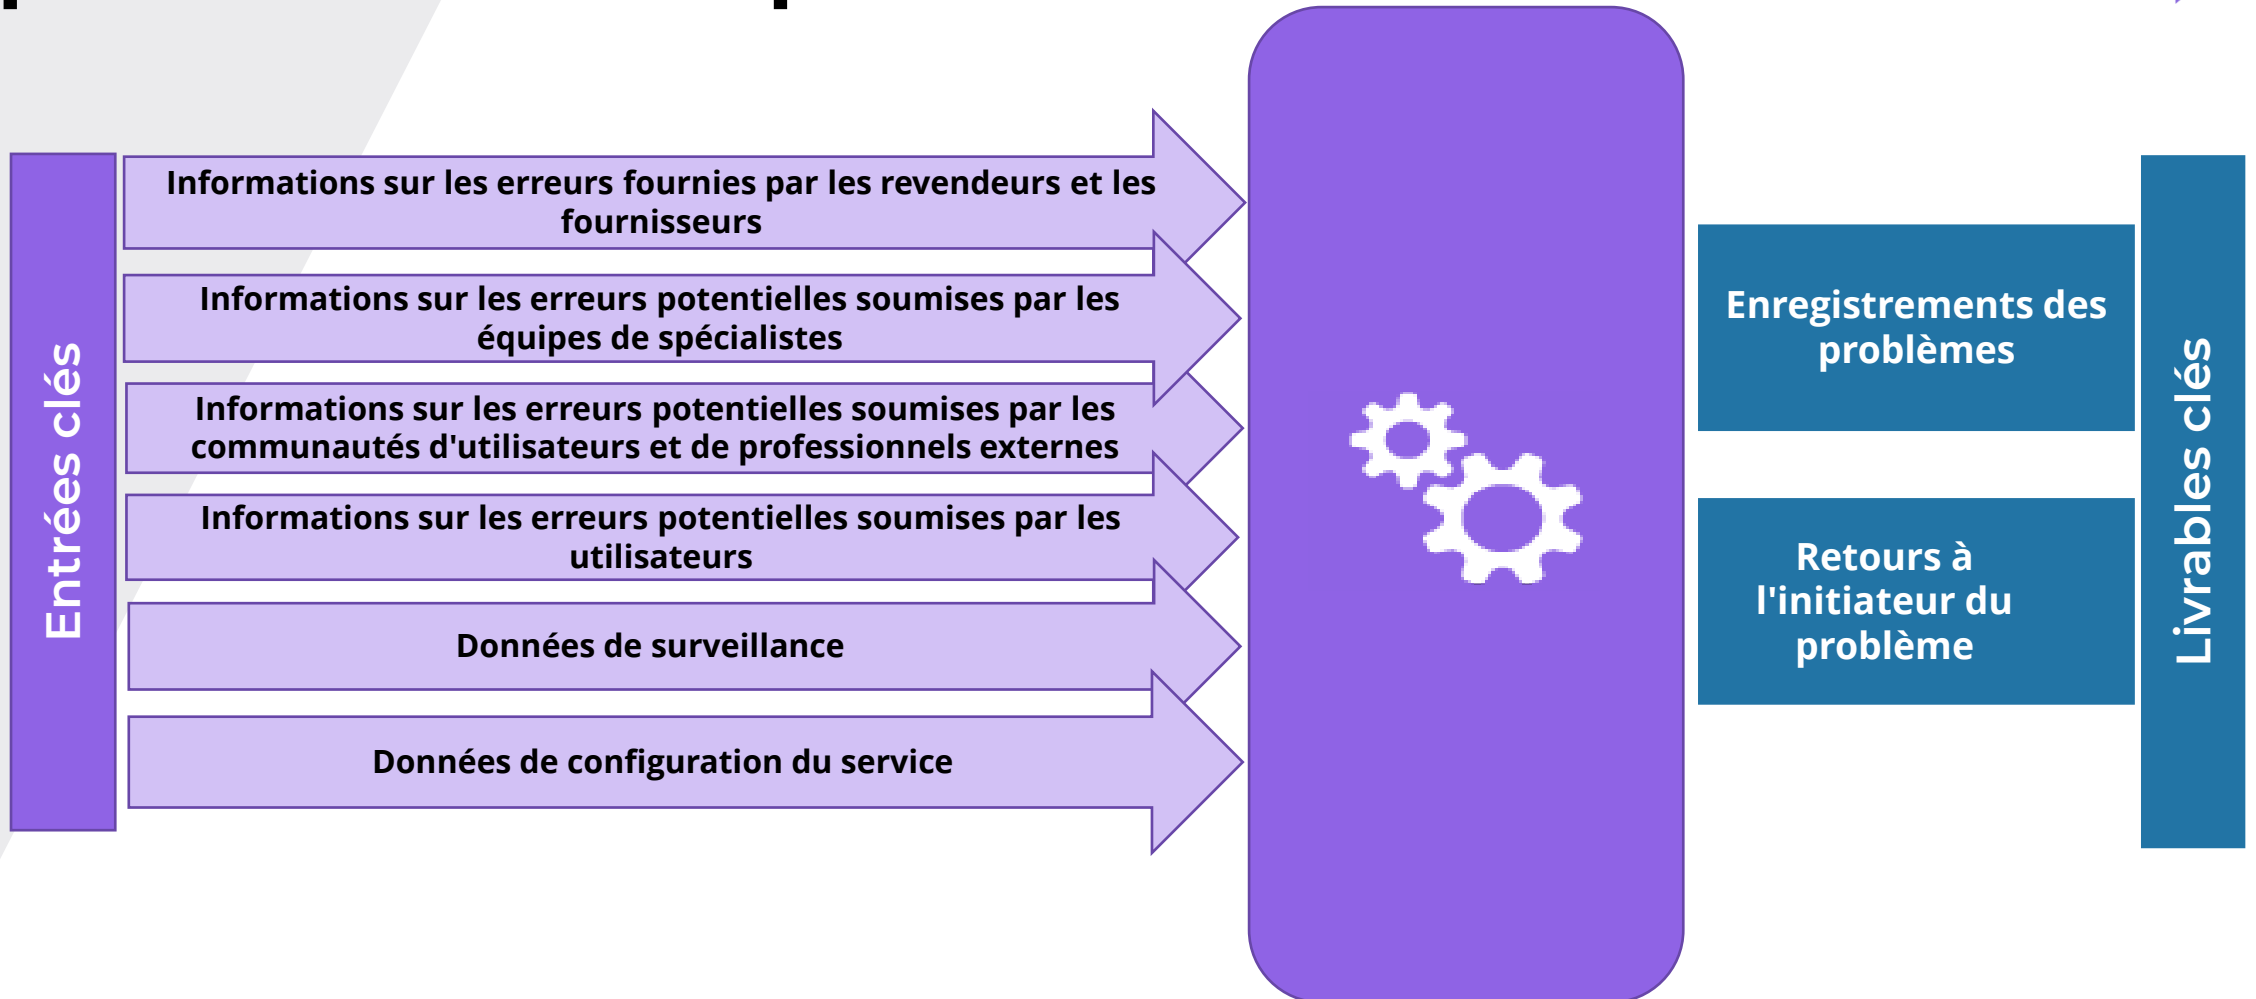 Entrées clés
Informations sur les erreurs fournies par les revendeurs et les
fournisseurs
Informations sur les erreurs potentielles soumises par les
équipes de spécialistes
Informations sur les erreurs potentielles soumises par les
communautés d'utilisateurs et de professionnels externes
Informations sur les erreurs potentielles soumises par les
utilisateurs
Données de surveillance
Données de configuration du service
Enregistrements des
problèmes
Retours à
l'initiateur du
problème
Livrables clés